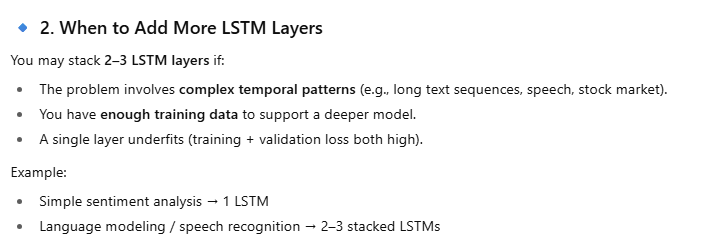 🔹 2. When to Add More LSTM Layers
You may stack 2–3 LSTM layers if:
• The problem involves complex temporal patterns (e.g., long text sequences, speech, stock market).
• You have enough training data to support a deeper model.
• A single layer underfits (training + validation loss both high).
Example:
• Simple sentiment analysis → 1 LSTM
• Language modeling / speech recognition → 2–3 stacked LSTMs